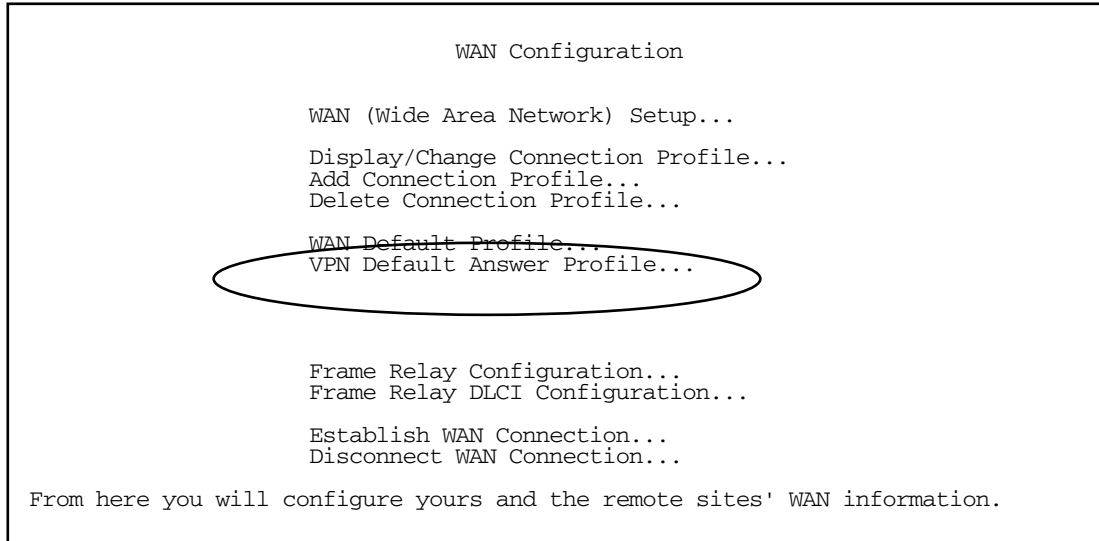 WAN Configuration
WAN (Wide Area Network) Setup...
Display/Change Connection Profile...
Add Connection Profile...
Delete Connection Profile...
WAN Default Profile...
VPN Default Answer Profile...
Frame Relay Configuration...
Frame Relay DLCI Configuration...
Establish WAN Connection...
Disconnect WAN Connection...
From here you will configure yours and the remote sites' WAN information.